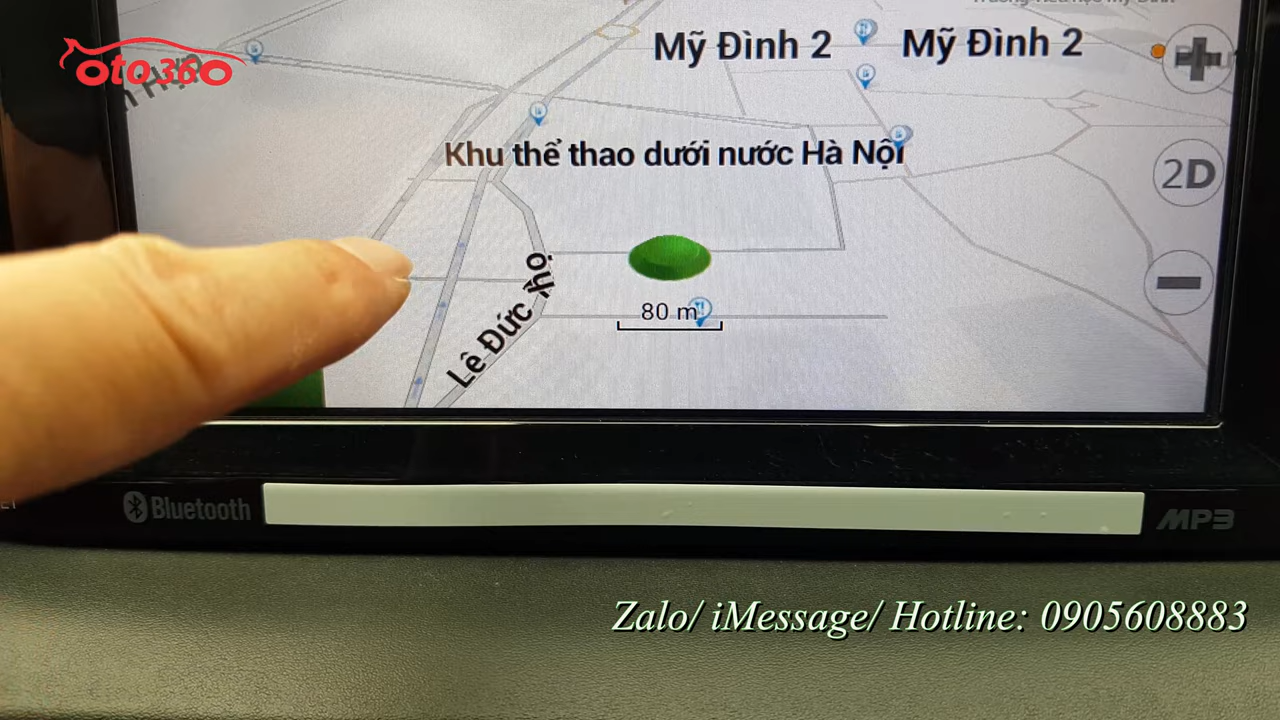 oto360
Mỹ Đình 2
Mỹ Đình 2
Khu thể thao dưới nước Hà Nội
2D
Lê Đức Thọ
80 m
Bluetooth
MP3
Zalo/ iMessage/ Hotline: 0905608883